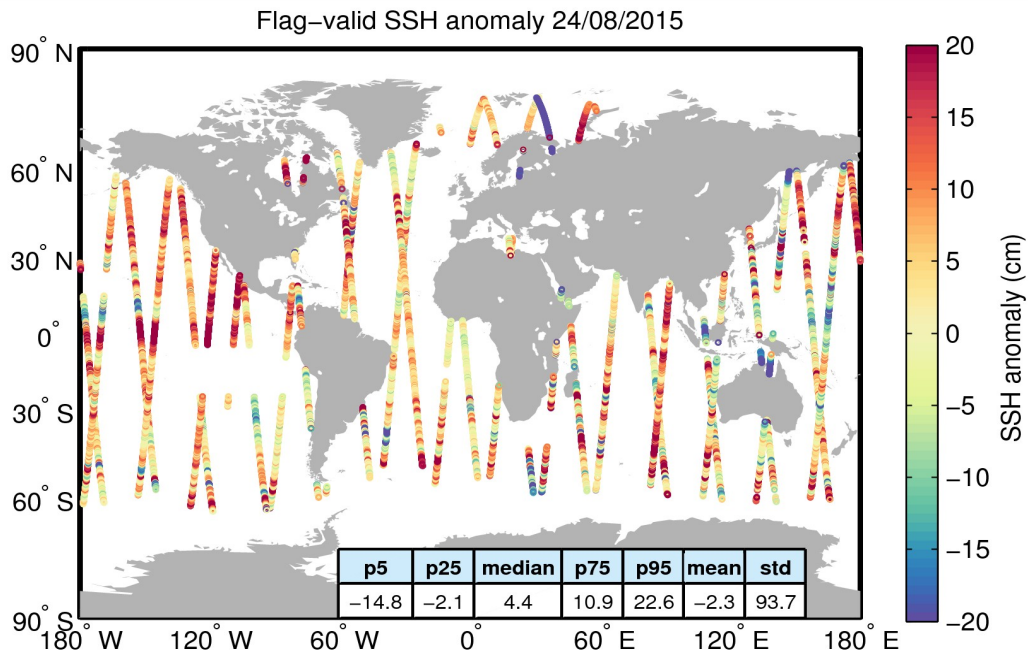 Flag−valid SSH anomaly 24/08/2015
90° N
60° N
30° N
0°
30° S
60° S
90° S
180° W 120° W 60° W 0° 60° E 120° E 180° E
p5 p25 median p75 p95 mean std
−14.8 −2.1 4.4 10.9 22.6 −2.3 93.7
20
15
10
5
0
−5
−10
−15
−20
SSH anomaly (cm)